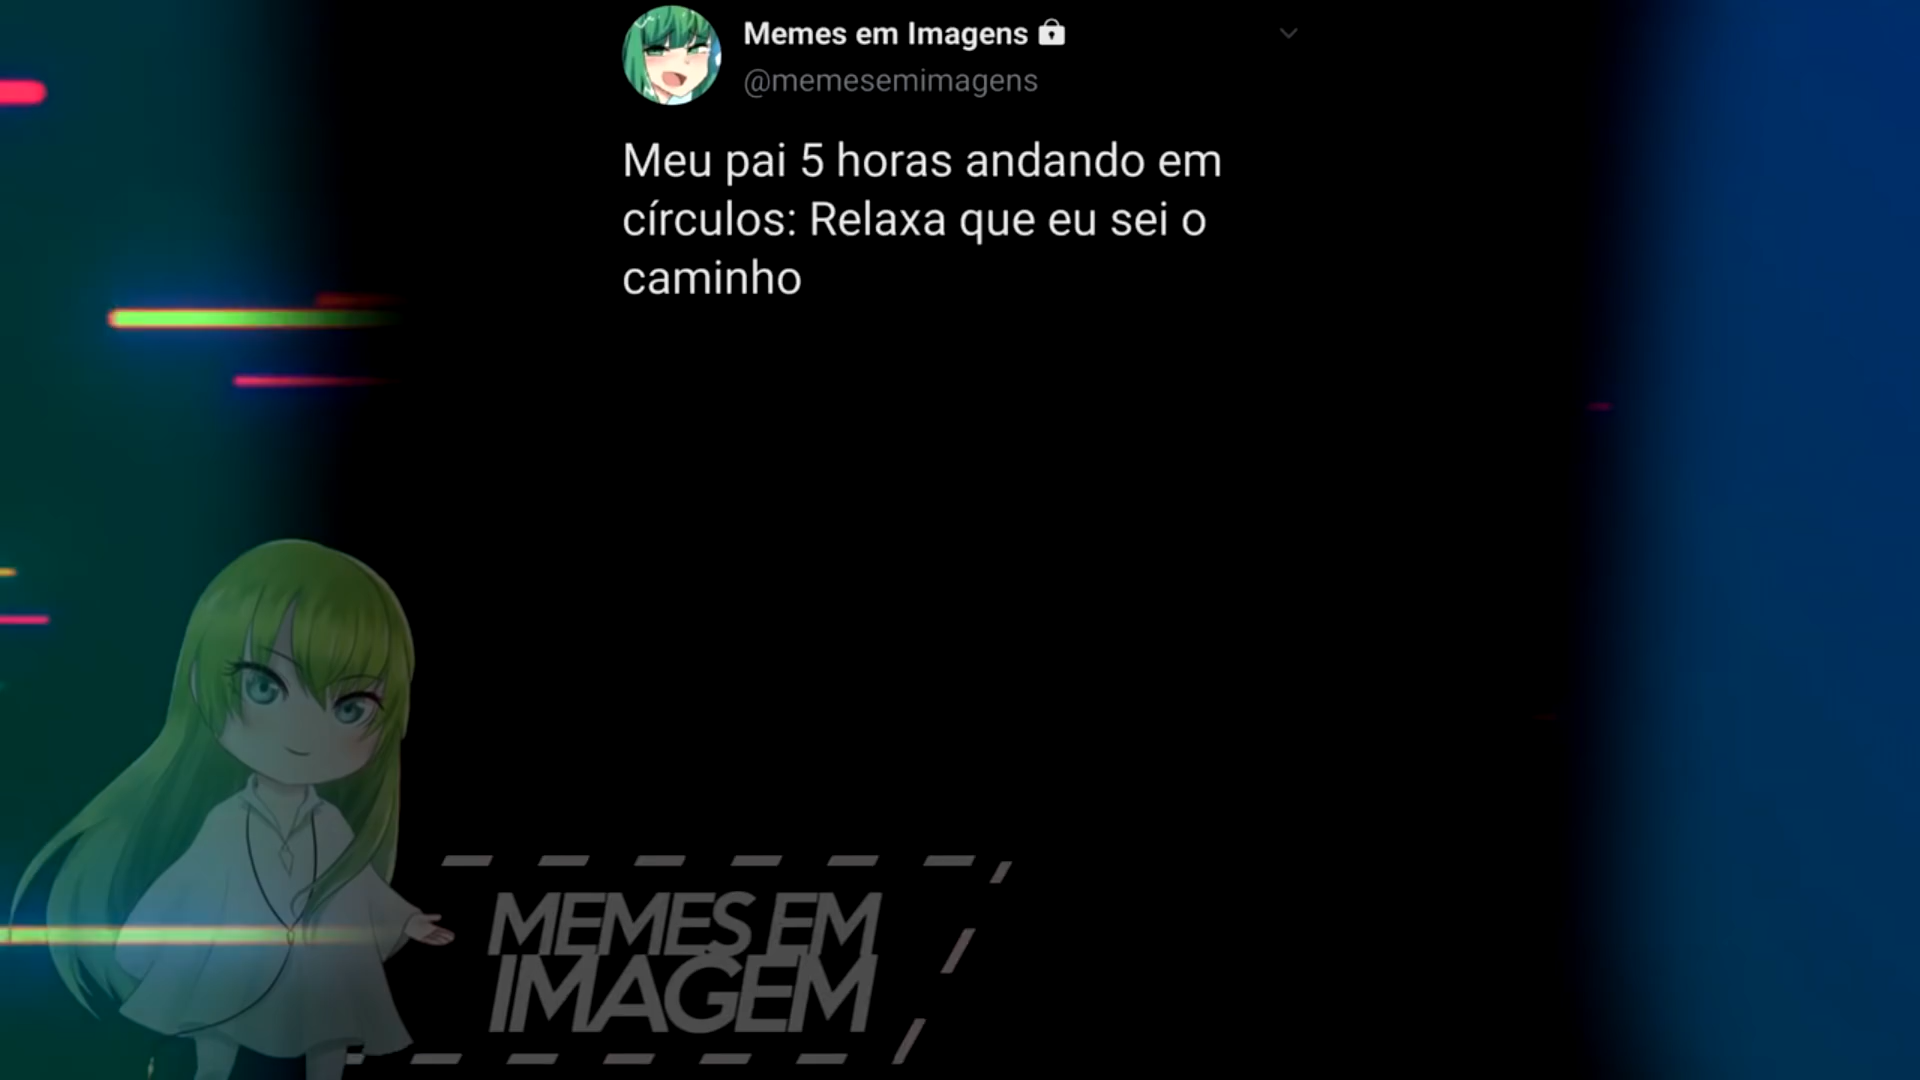 Memes em Imagens
@memesemimagens
Meu pai 5 horas andando em
círculos: Relaxa que eu sei o
caminho
MEMES EM
IMAGEM